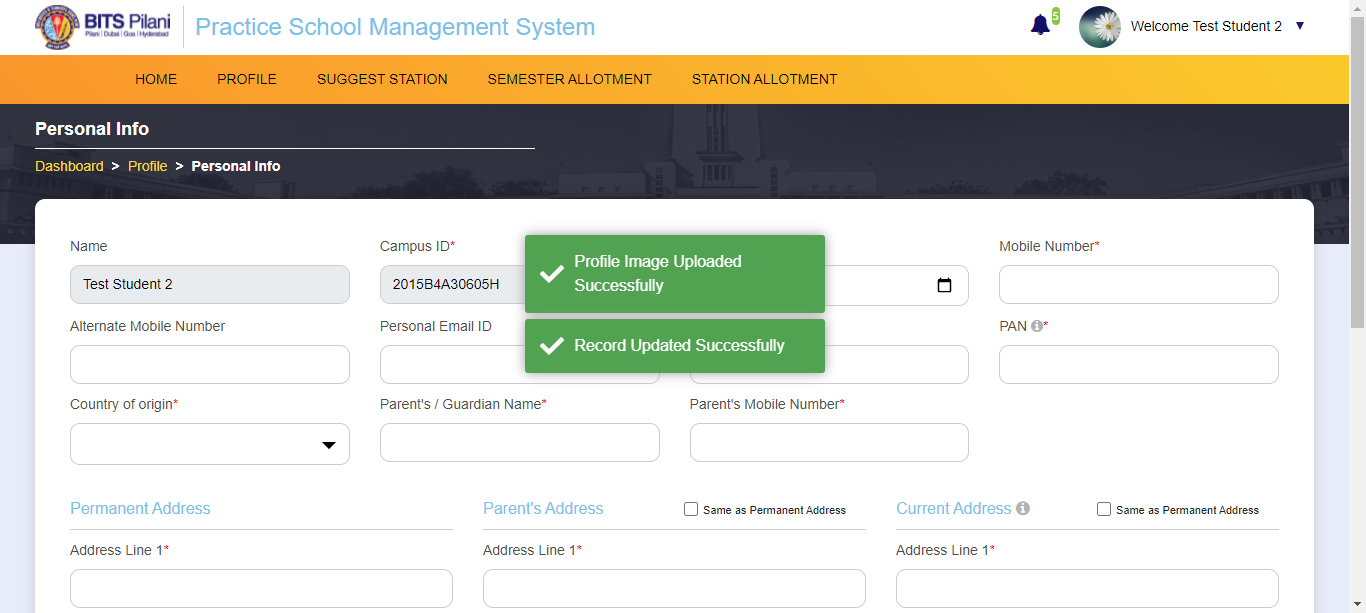 BITS Pilani
Pilani | Dubai | Goa | Hyderabad
Practice School Management System
5
Welcome Test Student 2
HOME
PROFILE
SUGGEST STATION
SEMESTER ALLOTMENT
STATION ALLOTMENT
Personal Info
Dashboard > Profile > Personal Info
Name
Campus ID*
Mobile Number*
Test Student 2
2015B4A30605H
Profile Image Uploaded
Successfully
Alternate Mobile Number
Personal Email ID
PAN *
Record Updated Successfully
Country of origin*
Parent's / Guardian Name*
Parent's Mobile Number*
Permanent Address
Parent's Address
Same as Permanent Address
Current Address
Same as Permanent Address
Address Line 1*
Address Line 1*
Address Line 1*